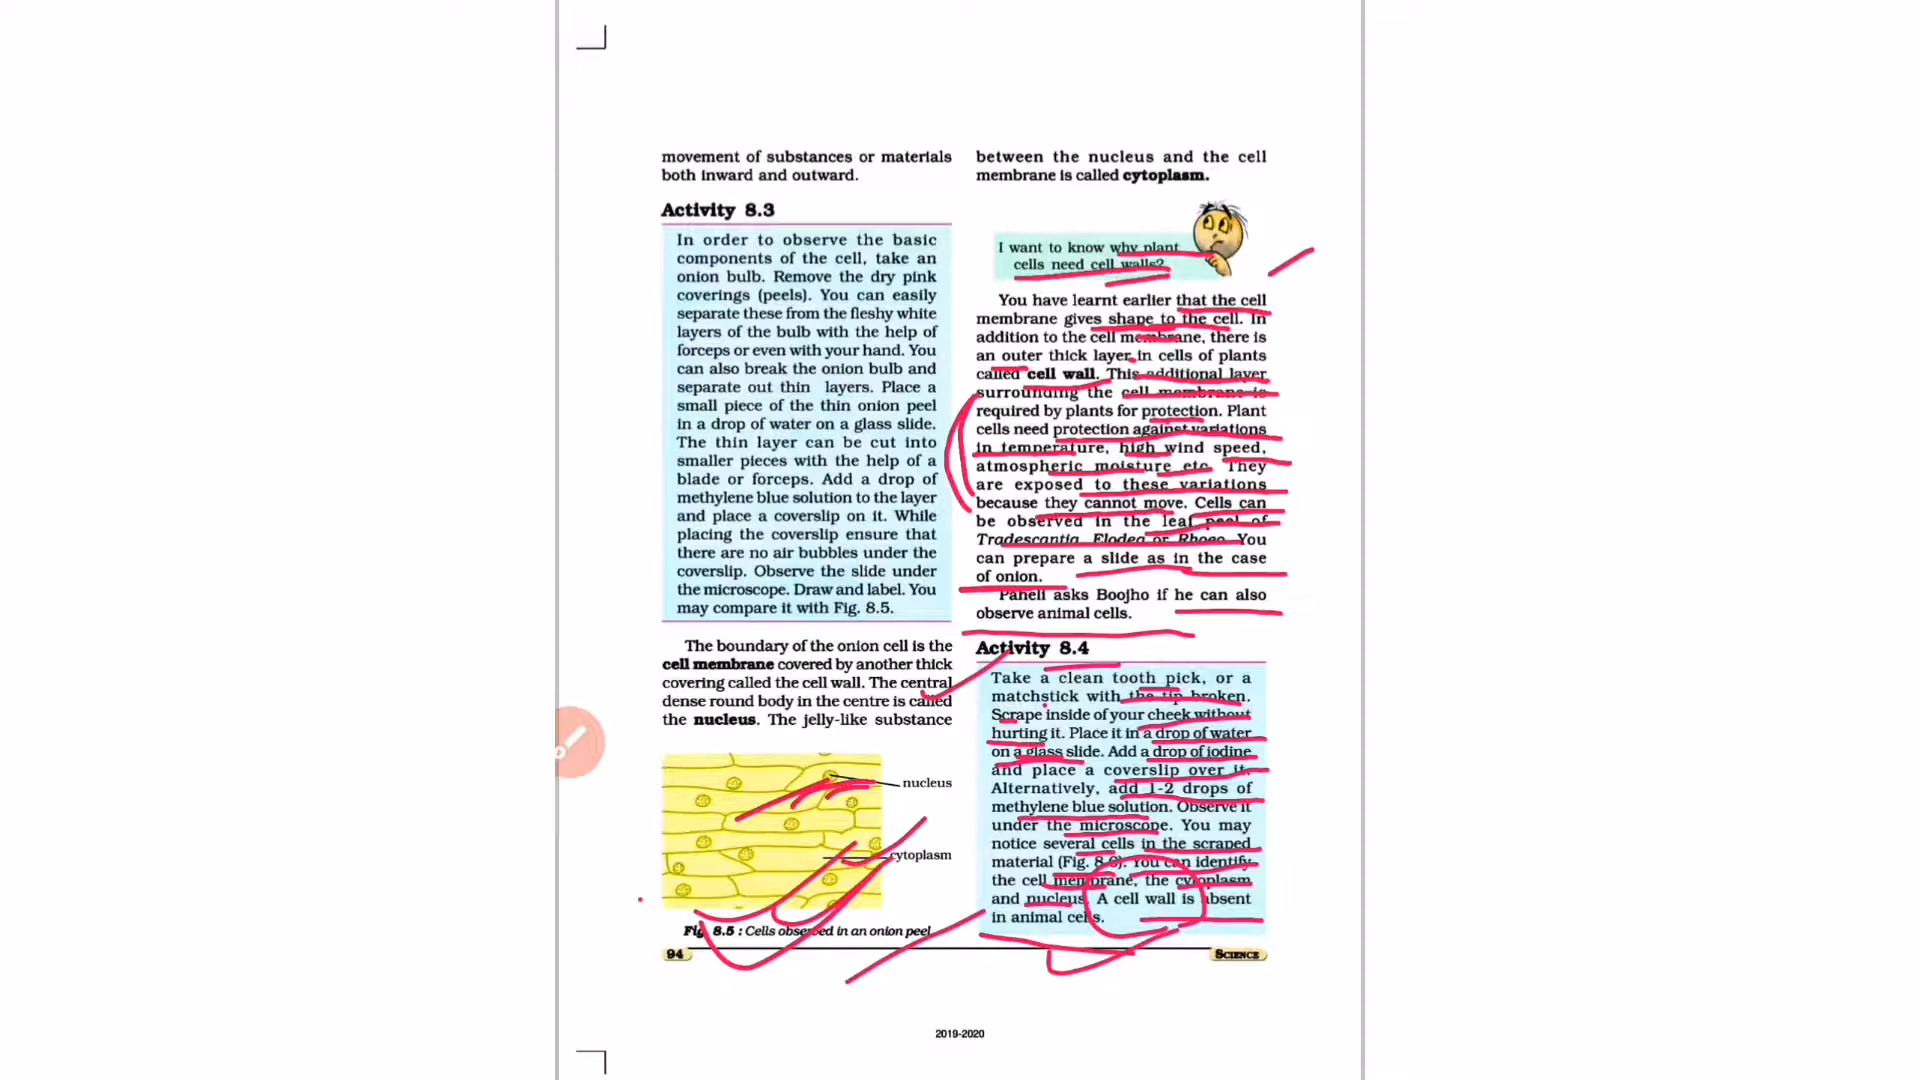 movement of substances or materials
both inward and outward.
Activity 8.3
In order to observe the basic
components of the cell, take an
onion bulb. Remove the dry pink
coverings (peels). You can easily
separate these from the fleshy white
layers of the bulb with the help of
forceps or even with your hand. You
can also break the onion bulb and
separate out thin layers. Place a
small piece of the thin onion peel
in a drop of water on a glass slide.
The thin layer can be cut into
smaller pieces with the help of a
blade or forceps. Add a drop of
methylene blue solution to the layer
and place a coverslip on it. While
placing the coverslip ensure that
there are no air bubbles under the
coverslip. Observe the slide under
the microscope. Draw and label. You
may compare it with Fig. 8.5.
The boundary of the onion cell is the
cell membrane covered by another thick
covering called the cell wall. The central
dense round body in the centre is called
the nucleus. The jelly-like substance
nucleus
cytoplasm
Fig. 8.5 : Cells observed in an onion peel
94
between the nucleus and the cell
membrane is called cytoplasm.
I want to know why plant
cells need cell walls?
You have learnt earlier that the cell
membrane gives shape to the cell. In
addition to the cell membrane, there is
an outer thick layer in cells of plants
called cell wall. This additional layer
surrounding the cell membrane is
required by plants for protection. Plant
cells need protection against variations
in temperature, high wind speed,
atmospheric moisture etc. They
are exposed to these variations
because they cannot move. Cells can
be observed in the leaf peel of
Tradescantia, Elodea or Rhoeo. You
can prepare a slide as in the case
of onion.
Paheli asks Boojho if he can also
observe animal cells.
Activity 8.4
Take a clean tooth pick, or a
matchstick with the tip broken.
Scrape inside of your cheek without
hurting it. Place it in a drop of water
on a glass slide. Add a drop of iodine
and place a coverslip over it.
Alternatively, add 1-2 drops of
methylene blue solution. Observe it
under the microscope. You may
notice several cells in the scraped
material (Fig. 8.6). You can identify
the cell membrane, the cytoplasm
and nucleus. A cell wall is absent
in animal cells.
SCIENCE
2019-2020